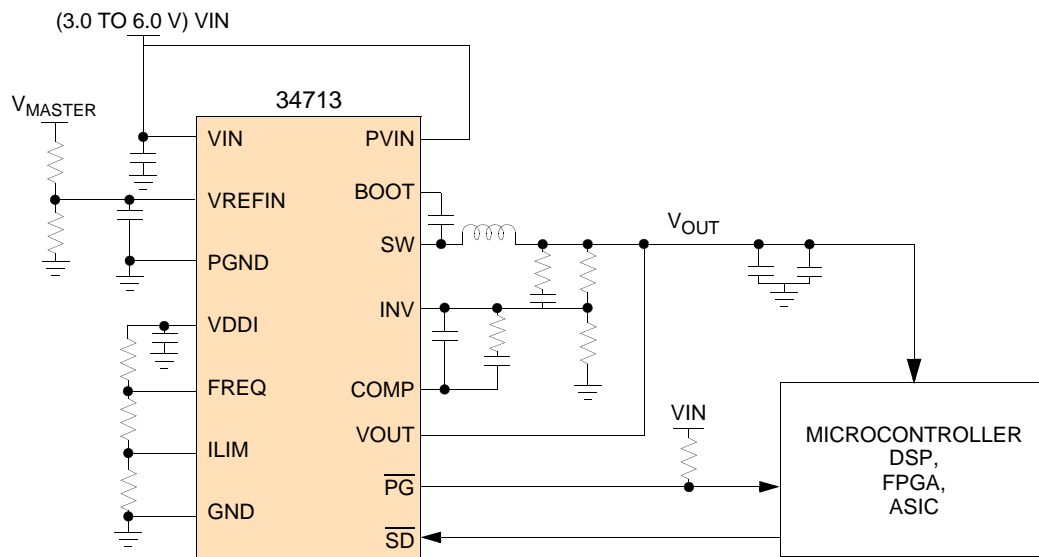 (3.0 TO 6.0 V) VIN
34713
VMASTER
VIN
PVIN
BOOT
VREFIN
SW
VOUT
PGND
INV
VDDI
FREQ
COMP
VOUT
VIN
ILIM
PG
GND
SD
MICROCONTROLLER
DSP,
FPGA,
ASIC